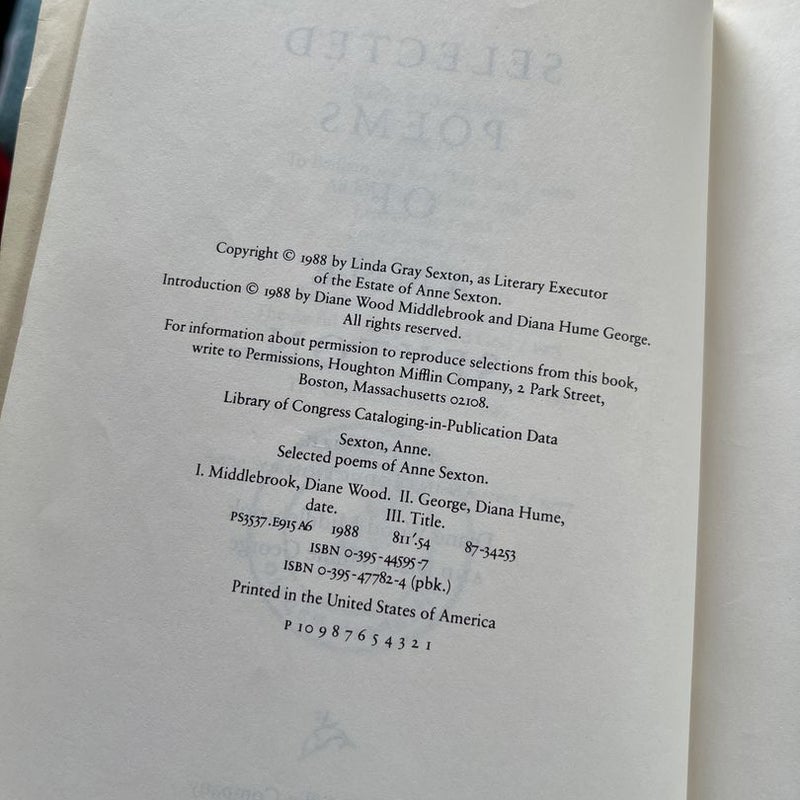 Copyright © 1988 by Linda Gray Sexton, as Literary Executor
of the Estate of Anne Sexton.
Introduction © 1988 by Diane Wood Middlebrook and Diana Hume George.
All rights reserved.
For information about permission to reproduce selections from this book,
write to Permissions, Houghton Mifflin Company, 2 Park Street,
Boston, Massachusetts 02108.
Library of Congress Cataloging-in-Publication Data
Sexton, Anne.
Selected poems of Anne Sexton.
I. Middlebrook, Diane Wood. II. George, Diana Hume,
date. III. Title.
PS3537.E915A6 1988 811'.54 87-34253
ISBN 0-395-44595-7
ISBN 0-395-47782-4 (pbk.)
Printed in the United States of America
P 10 9 8 7 6 5 4 3 2 1
SELECTED
POEMS
OF